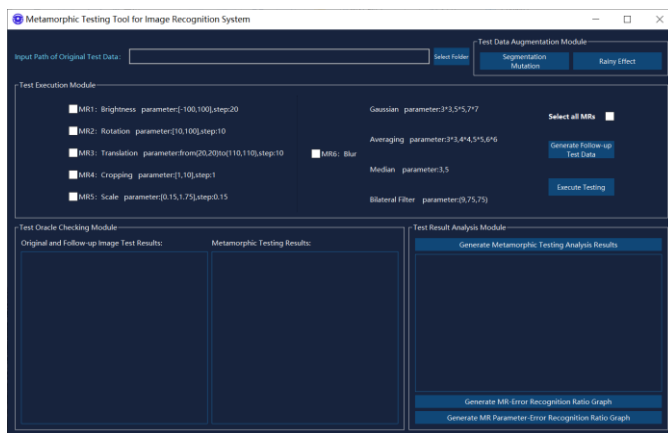 Metamorphic Testing Tool for Image Recognition System
Input Path of Original Test Data:
Select Folder
Test Data Augmentation Module
Segmentation
Mutation
Rainy Effect
Test Execution Module
MR1: Brightness parameter:[-100,100],step:20
MR2: Rotation parameter:[10,100],step:10
MR3: Translation parameter:from(20,20)to(110,110),step:10
MR4: Cropping parameter:[1,10],step:1
MR5: Scale parameter:[0.15,1.75],step:0.15
MR6: Blur
Gaussian parameter:3*3,5*5,7*7
Averaging parameter:3*3,4*4,5*5,6*6
Median parameter:3,5
Bilateral Filter parameter:(9,75,75)
Select all MRs
Generate Follow-up
Test Data
Execute Testing
Test Oracle Checking Module
Original and Follow-up Image Test Results:
Metamorphic Testing Results:
Test Result Analysis Module
Generate Metamorphic Testing Analysis Results
Generate MR-Error Recognition Ratio Graph
Generate MR Parameter-Error Recognition Ratio Graph